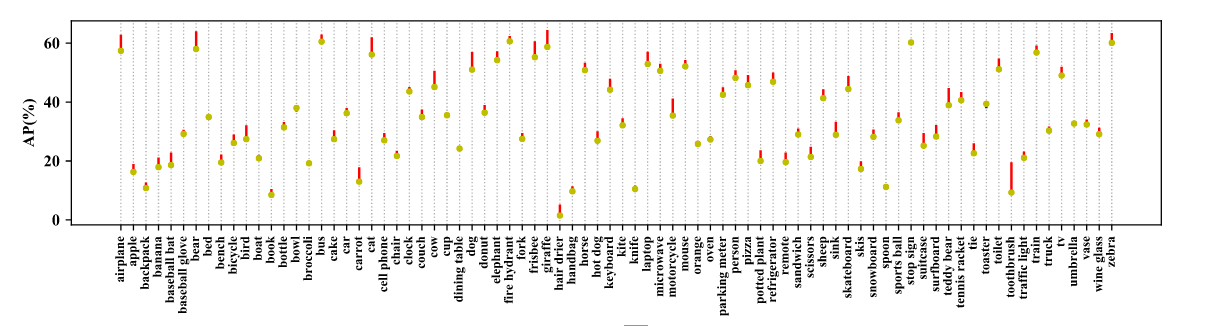 AP(%)
60
40
20
0
airplane
apple
backpack
banana
baseball bat
baseball glove
bear
bed
bench
bicycle
bird
boat
book
bottle
bowl
broccoli
bus
cake
car
carrot
cat
cell phone
chair
clock
couch
cow
cup
dining table
dog
donut
elephant
fire hydrant
fork
frisbee
giraffe
hair drier
handbag
horse
hot dog
keyboard
kite
knife
laptop
microwave
motorcycle
mouse
orange
oven
parking meter
person
pizza
potted plant
refrigerator
remote
sandwich
scissors
sheep
sink
skateboard
skis
snowboard
spoon
sports ball
stop sign
suitcase
surfboard
teddy bear
tennis racket
tie
toaster
toilet
toothbrush
traffic light
train
truck
tv
umbrella
vase
wine glass
zebra